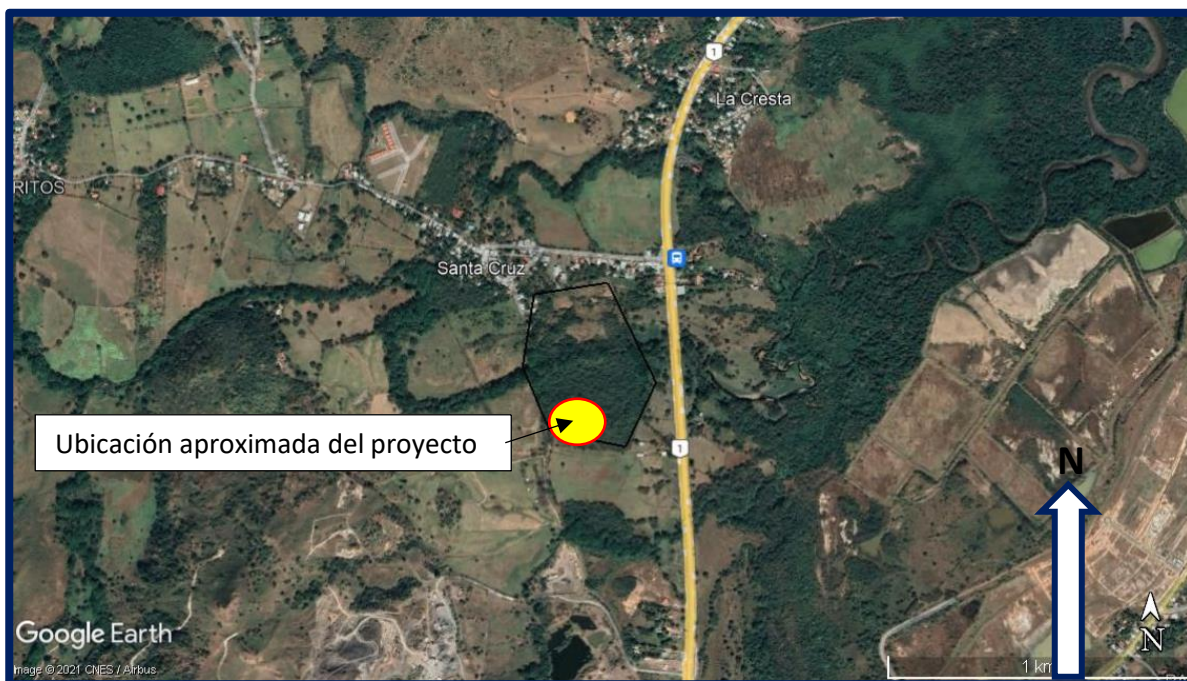 1
La Cresta
RITOS
Santa Cruz
Ubicación aproximada del proyecto
1
N
Google Earth
N
1 km
Image © 2021 CNES / Airbus